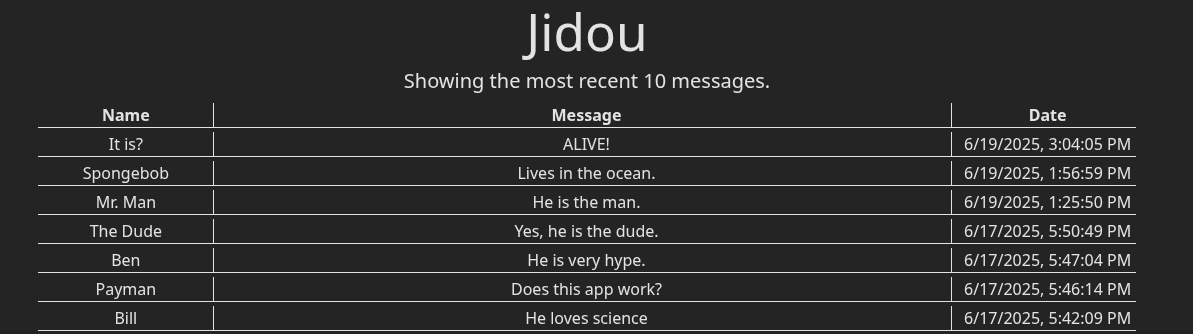 Jidou
Showing the most recent 10 messages.
Name Message Date
It is? ALIVE! 6/19/2025, 3:04:05 PM
Spongebob Lives in the ocean. 6/19/2025, 1:56:59 PM
Mr. Man He is the man. 6/19/2025, 1:25:50 PM
The Dude Yes, he is the dude. 6/17/2025, 5:50:49 PM
Ben He is very hype. 6/17/2025, 5:47:04 PM
Payman Does this app work? 6/17/2025, 5:46:14 PM
Bill He loves science 6/17/2025, 5:42:09 PM